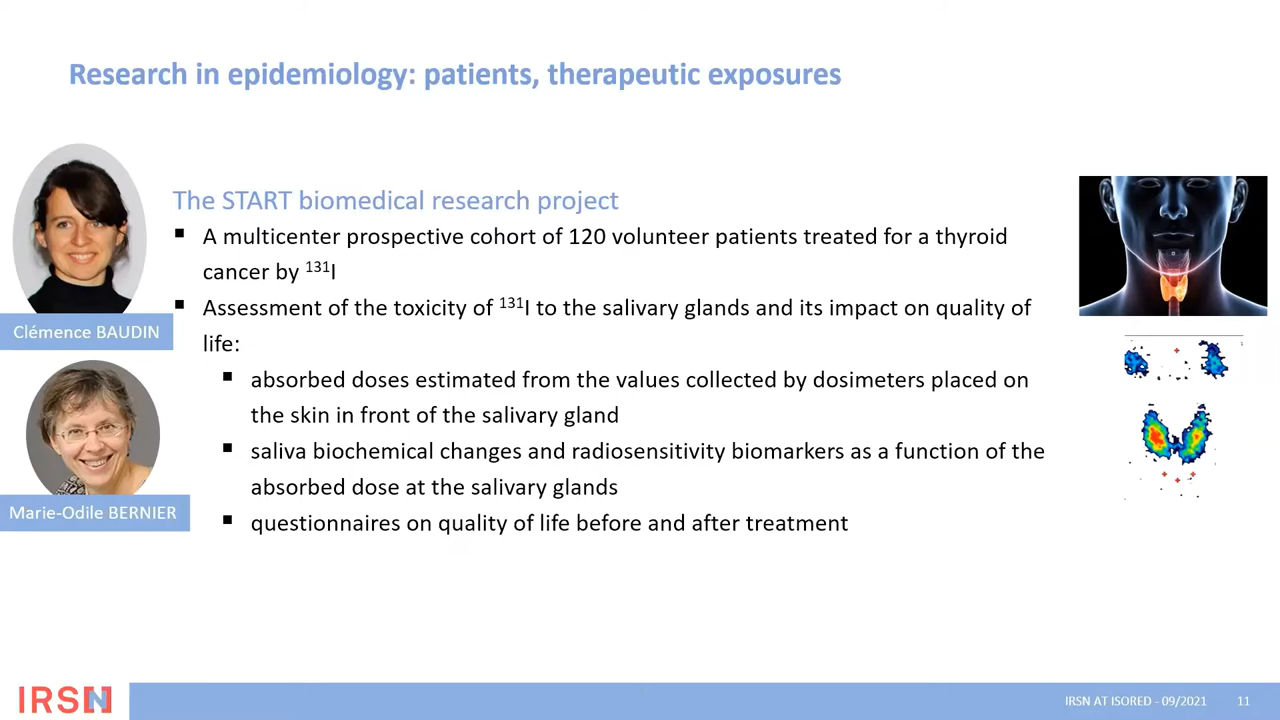 Research in epidemiology: patients, therapeutic exposures
The START biomedical research project
▪ A multicenter prospective cohort of 120 volunteer patients treated for a thyroid
cancer by ¹³¹I
▪ Assessment of the toxicity of ¹³¹I to the salivary glands and its impact on quality of
life:
▪ absorbed doses estimated from the values collected by dosimeters placed on
the skin in front of the salivary gland
▪ saliva biochemical changes and radiosensitivity biomarkers as a function of the
absorbed dose at the salivary glands
▪ questionnaires on quality of life before and after treatment
Clémence BAUDIN
Marie-Odile BERNIER
IRSN
IRSN AT ISORED - 09/2021
11